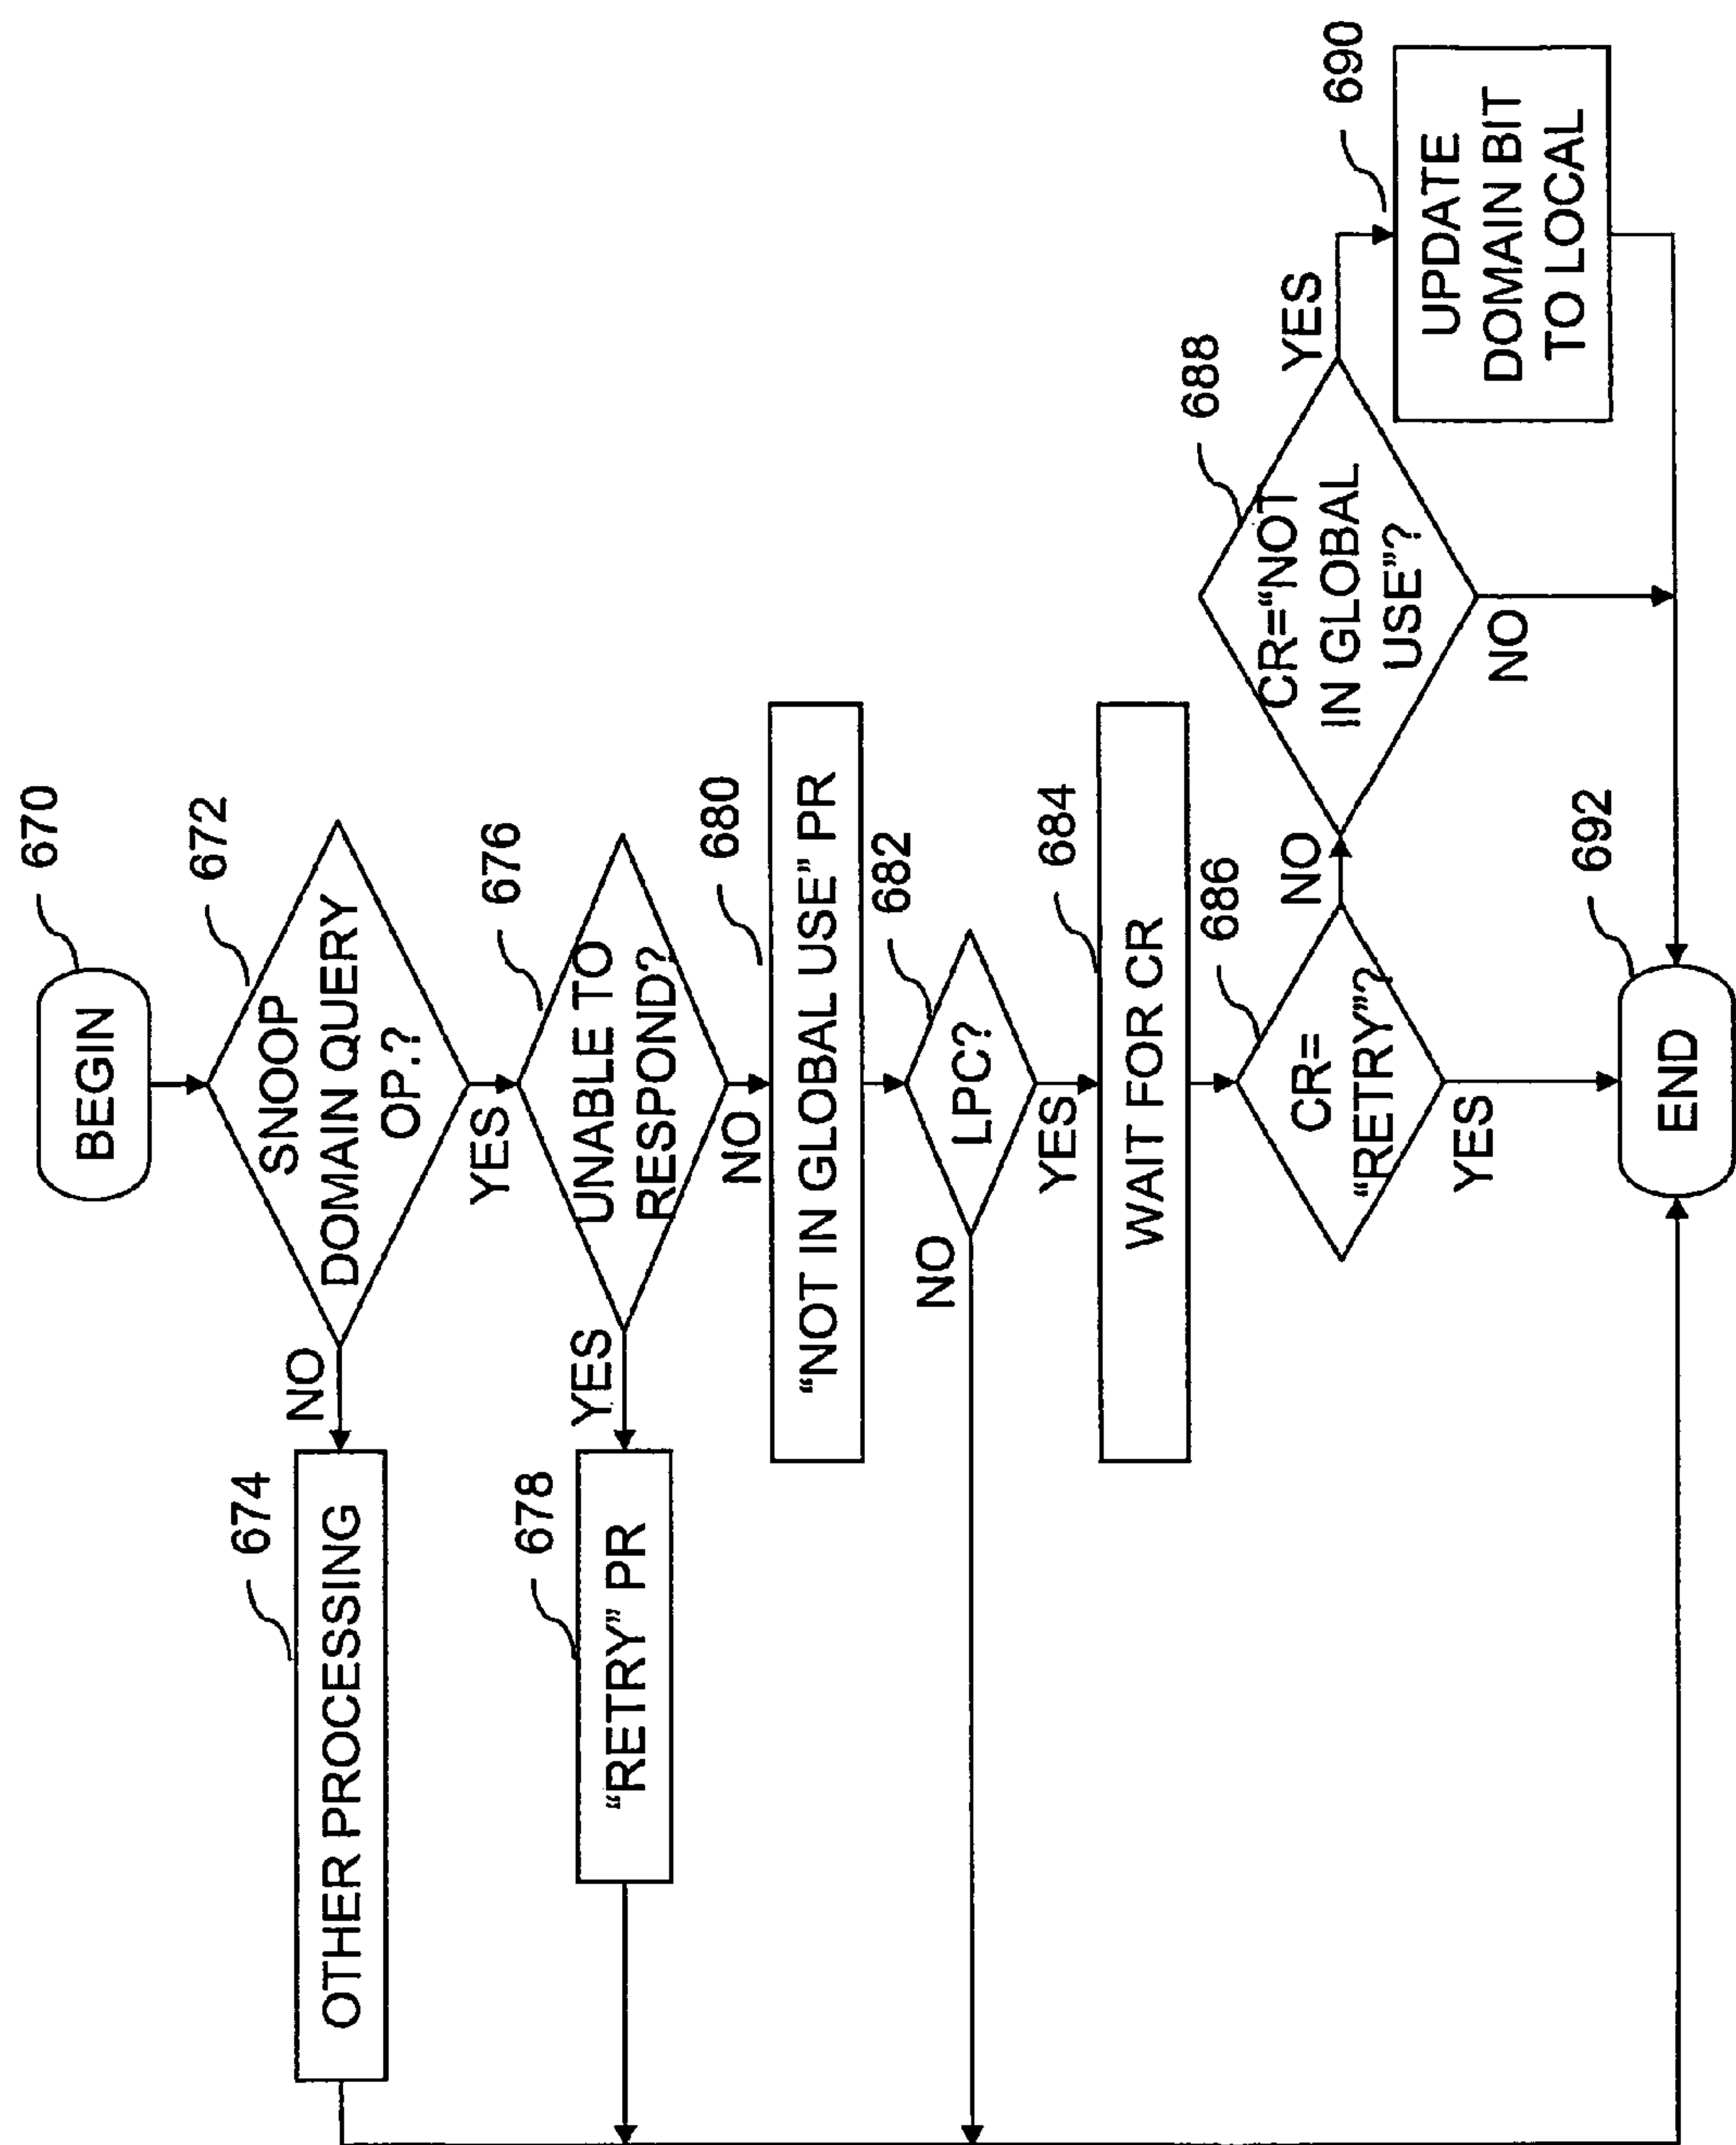 670
BEGIN
672
SNOOP
DOMAIN QUERY
OP.?
NO
674
OTHER PROCESSING
YES
676
UNABLE TO
RESPOND?
YES
678
“RETRY” PR
NO
680
“NOT IN GLOBAL USE” PR
682
LPC?
NO
YES
684
WAIT FOR CR
686
CR=
“RETRY”?
NO
YES
688
CR=“NOT
IN GLOBAL
USE”?
YES
NO
690
UPDATE
DOMAIN BIT
TO LOCAL
692
END